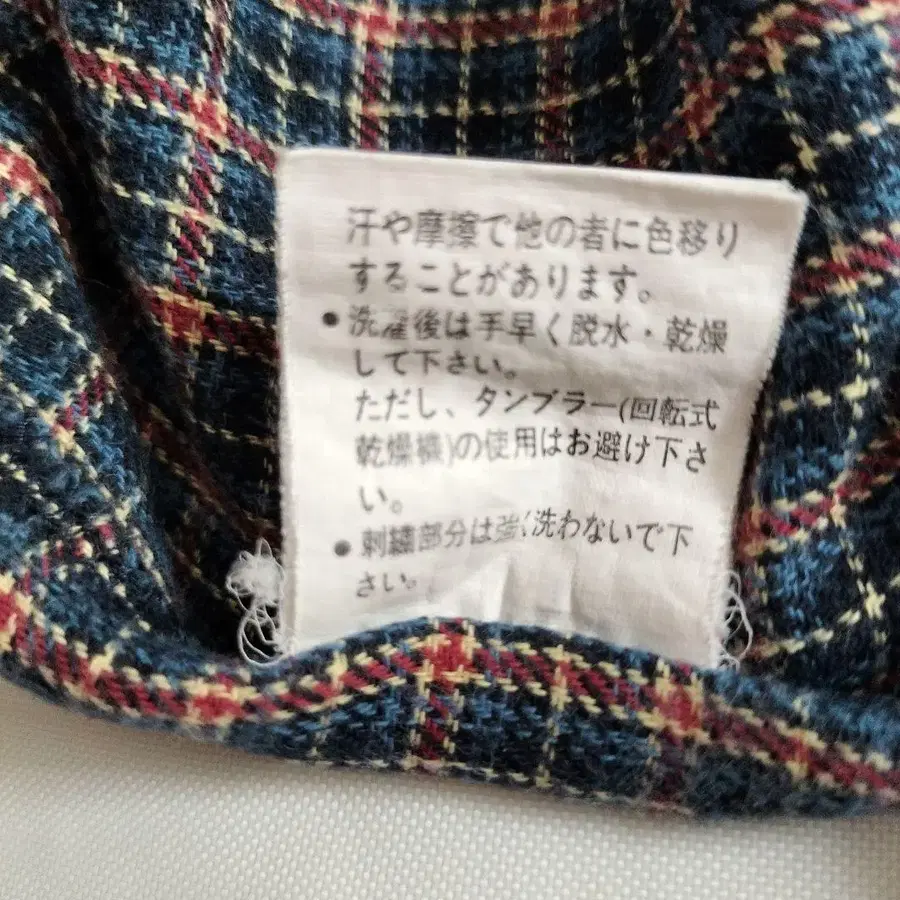 汗や摩擦で他の者に色移り
することがあります。
●洗濯後は手早く脱水・乾燥
して下さい。
ただし、タンブラー(回転式
乾燥機)の使用はお避け下さ
い。
●刺繍部分は強く洗わないで下
さい。